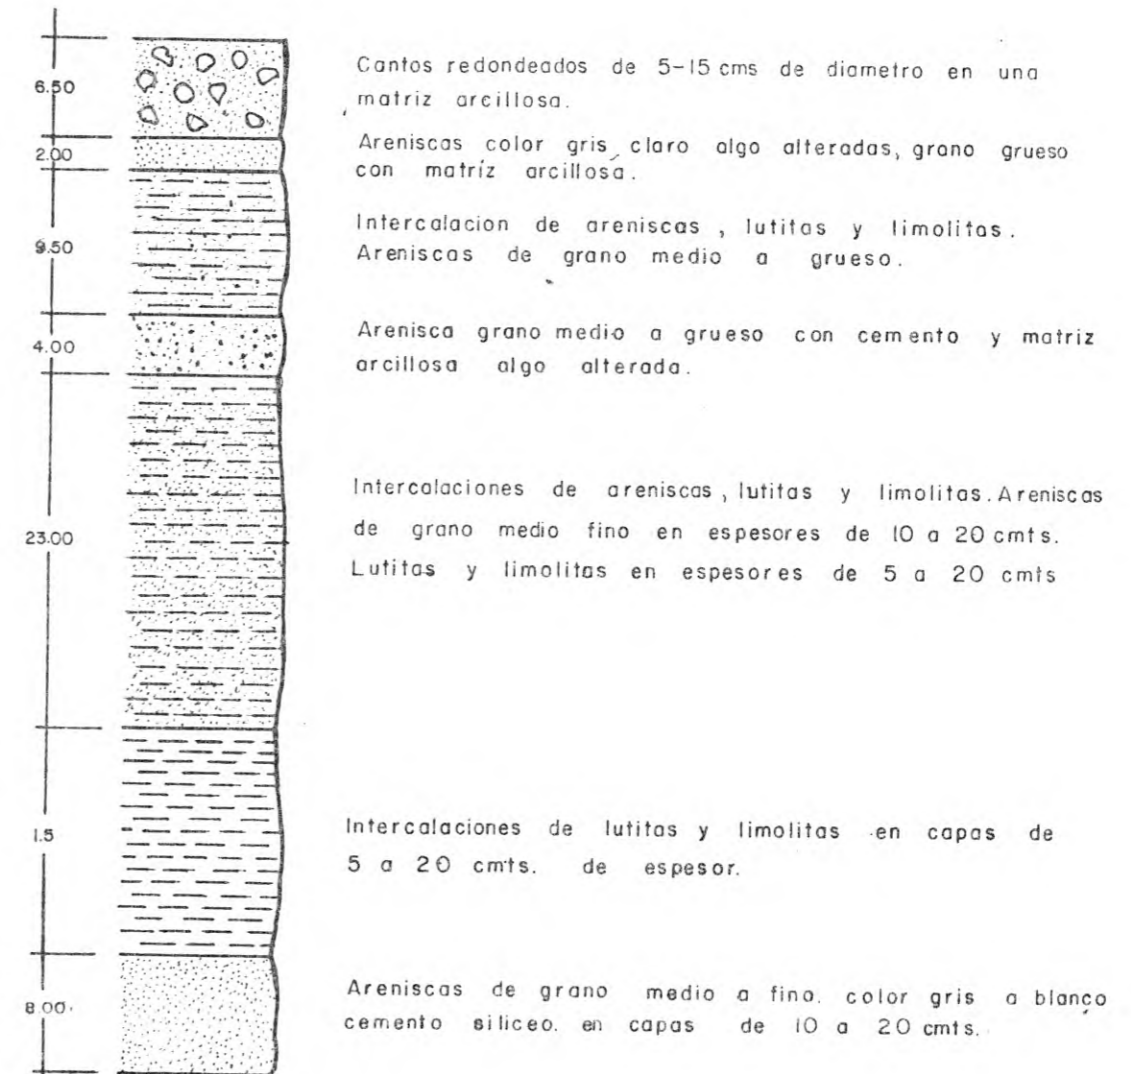 6.50
Cantos redondeados de 5-15 cms de diametro en una
matriz arcillosa.
2.00
Areniscas color gris claro algo alteradas, grano grueso
con matríz arcillosa.
9.50
Intercalacion de areniscas, lutitas y limolitas.
Areniscas de grano medio a grueso.
4.00
Arenisca grano medio a grueso con cemento y matriz
arcillosa algo alterada.
23.00
Intercalaciones de areniscas, lutitas y limolitas. Areniscas
de grano medio fino en espesores de 10 a 20 cmts.
Lutitas y limolitas en espesores de 5 a 20 cmts
1.5
Intercalaciones de lutitas y limolitas en capas de
5 a 20 cmts. de espesor.
8.00
Areniscas de grano medio a fino. color gris a blanco
cemento siliceo. en capas de 10 a 20 cmts.